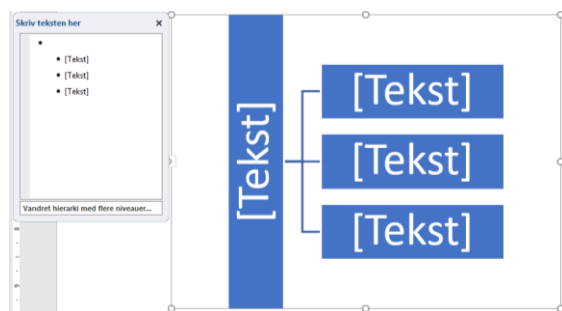 Skriv teksten her
[Tekst]
[Tekst]
[Tekst]
Vandret hierarki med flere niveauer...
[Tekst]
[Tekst]
[Tekst]
[Tekst]